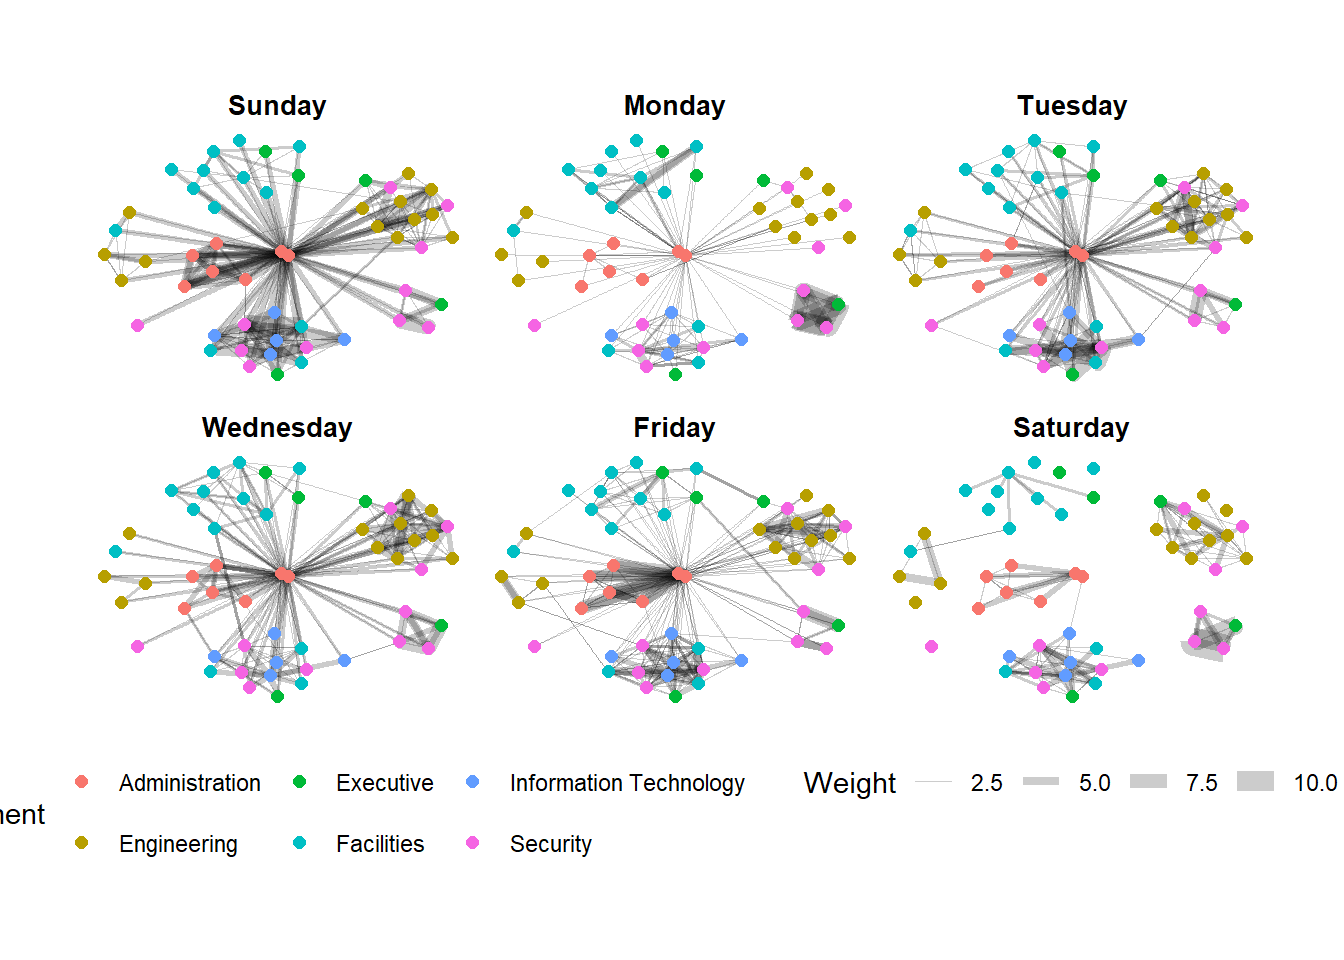 Sunday
Monday
Tuesday
Wednesday
Friday
Saturday
Administration
Executive
Information Technology
Weight
2.5
5.0
7.5
10.0
Engineering
Facilities
Security